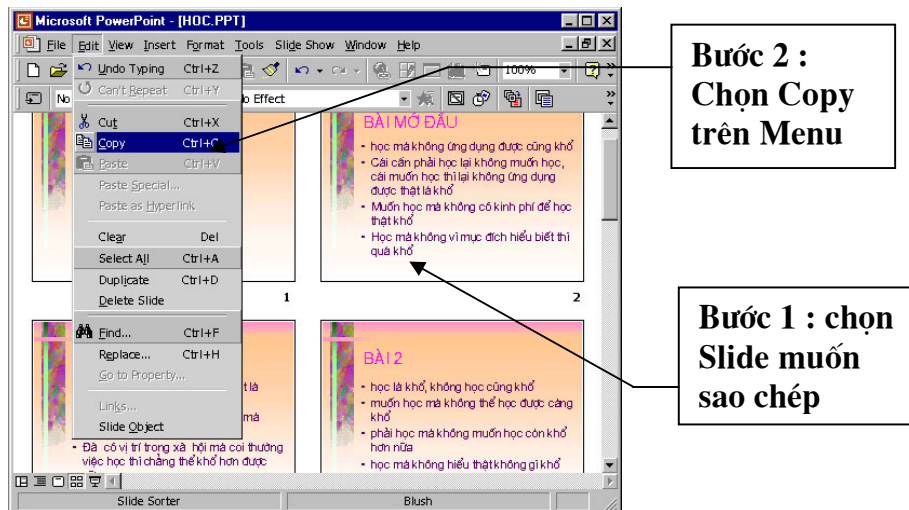 Microsoft PowerPoint - [HOC.PPT]
File Edit View Insert Format Tools Slide Show Window Help
100%
No
No Effect
Undo Typing Ctrl+Z
Can't Repeat Ctrl+Y
Cut Ctrl+X
Copy Ctrl+C
Paste Ctrl+V
Paste Special...
Paste as Hyperlink
Clear Del
Select All Ctrl+A
Duplicate Ctrl+D
Delete Slide
Find... Ctrl+F
Replace... Ctrl+H
Go to Property...
Links...
Slide Object
BÀI MỞ ĐẦU
• học mà không ứng dụng được cũng khổ
• Cái cần phải học lại không muốn học,
cái muốn học thì lại không ứng dụng
được thật là khổ
• Muốn học mà không có kinh phí để học
thật khổ
• Học mà không vì mục đích hiểu biết thì
quá khổ
1
2
t là
mà
• Đà có vị trí trong xà hội mà coi thường
việc học thì chẳng thể khổ hơn được
BÀI 2
• học là khổ, không học cũng khổ
• muốn học mà không thể học được càng
khổ
• phải học mà không muốn học còn khổ
hơn nữa
• học mà không hiểu thật không gì khổ
Slide Sorter
Blush
Bước 2 :
Chọn Copy
trên Menu
Bước 1 : chọn
Slide muốn
sao chép